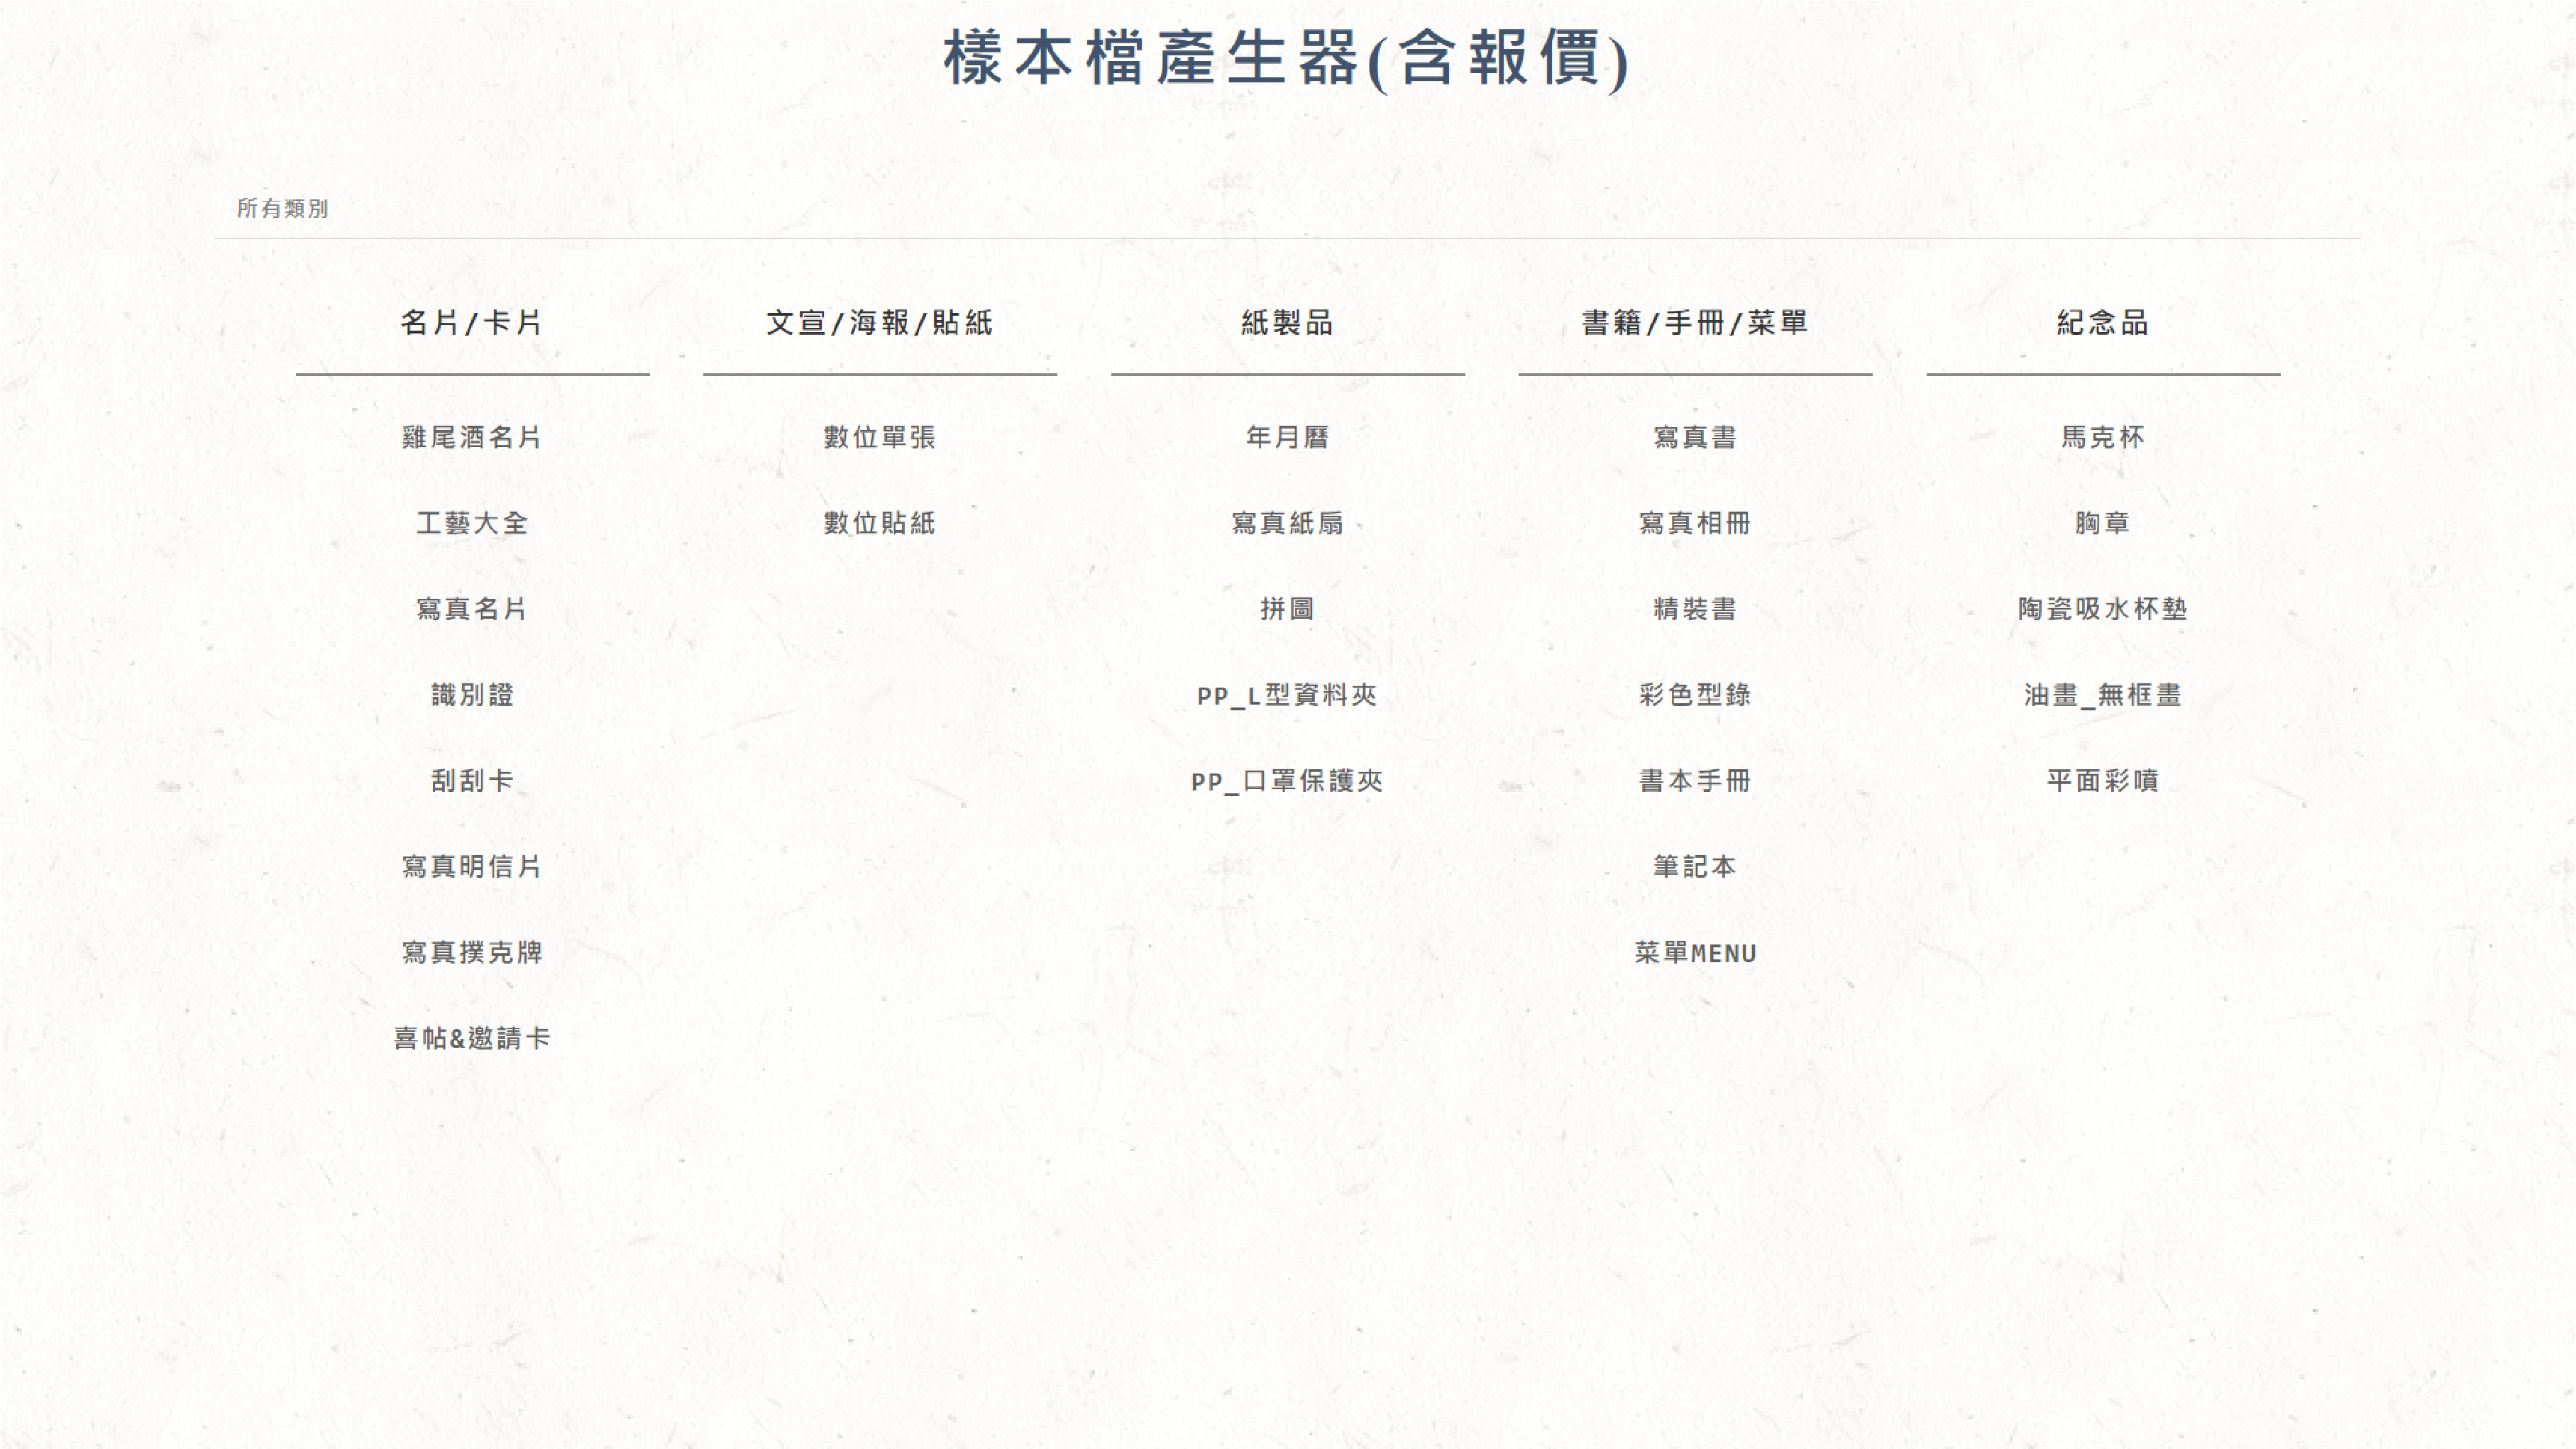 樣本檔產生器(含報價)
所有類別
名片/卡片
雞尾酒名片
工藝大全
寫真名片
識別證
刮刮卡
寫真明信片
寫真撲克牌
喜帖&邀請卡
文宣/海報/貼紙
數位單張
數位貼紙
紙製品
年月曆
寫真紙扇
拼圖
PP_L型資料夾
PP_口罩保護夾
書籍/手冊/菜單
寫真書
寫真相冊
精裝書
彩色型錄
書本手冊
筆記本
菜單MENU
紀念品
馬克杯
胸章
陶瓷吸水杯墊
油畫_無框畫
平面彩噴